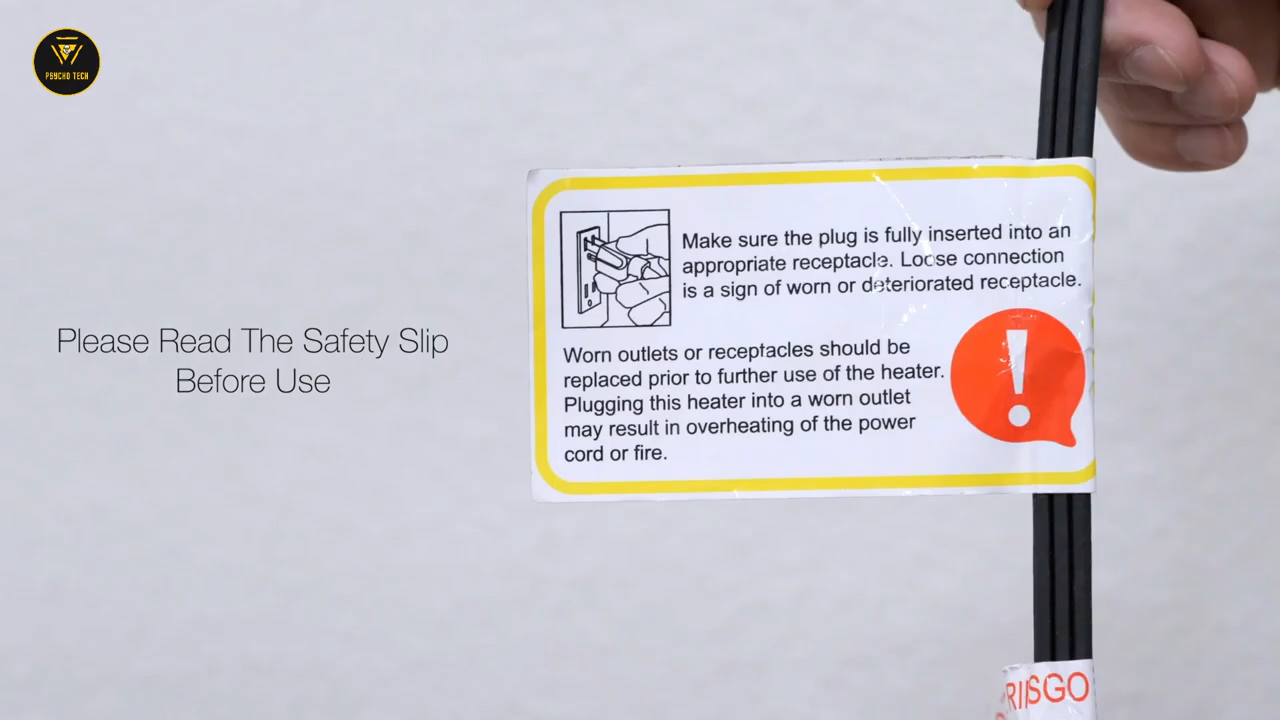 PSYCHO TECH
Please Read The Safety Slip
Before Use
Make sure the plug is fully inserted into an
appropriate receptacle. Loose connection
is a sign of worn or deteriorated receptacle.
Worn outlets or receptacles should be
replaced prior to further use of the heater.
Plugging this heater into a worn outlet
may result in overheating of the power
cord or fire.
RIISGO